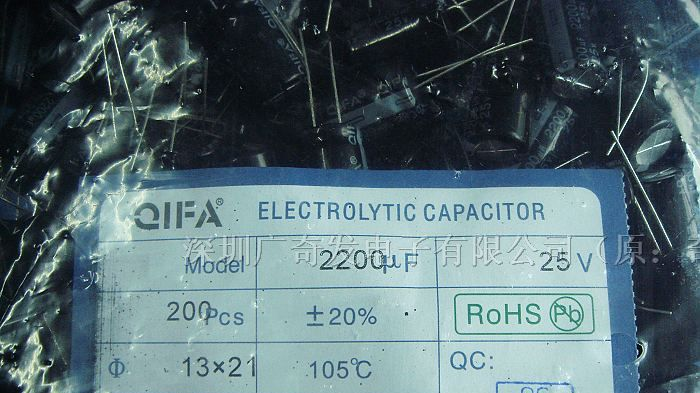 QIFA® ELECTROLYTIC CAPACITOR
深圳广奇发电子有限公司(原:
Model 2200µF 25V
200Pcs ±20% RoHS Pb
Φ 13×21 105℃ QC: